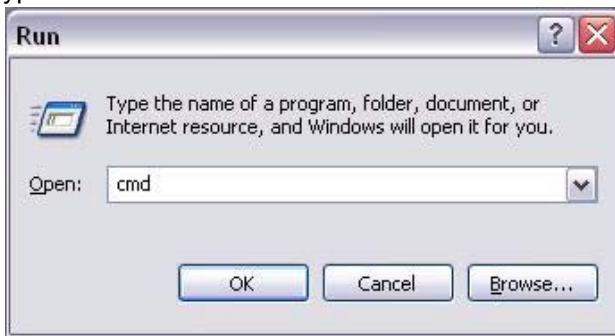 Run
Type the name of a program, folder, document, or
Internet resource, and Windows will open it for you.
Open: cmd
OK Cancel Browse...